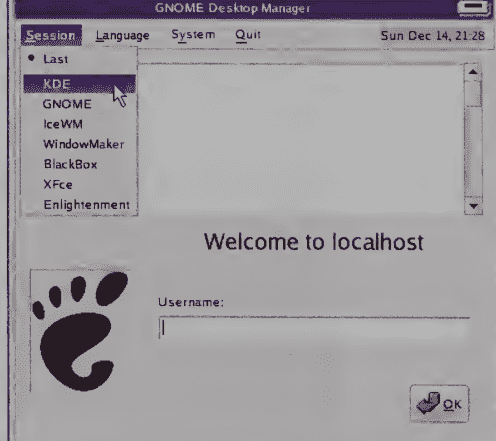 GNOME Desktop Manager
Session Language System Quit Sun Dec 14, 21:28
Last
KDE
GNOME
IceWM
WindowMaker
BlackBox
XFce
Enlightenment
Welcome to localhost
Username:
OK